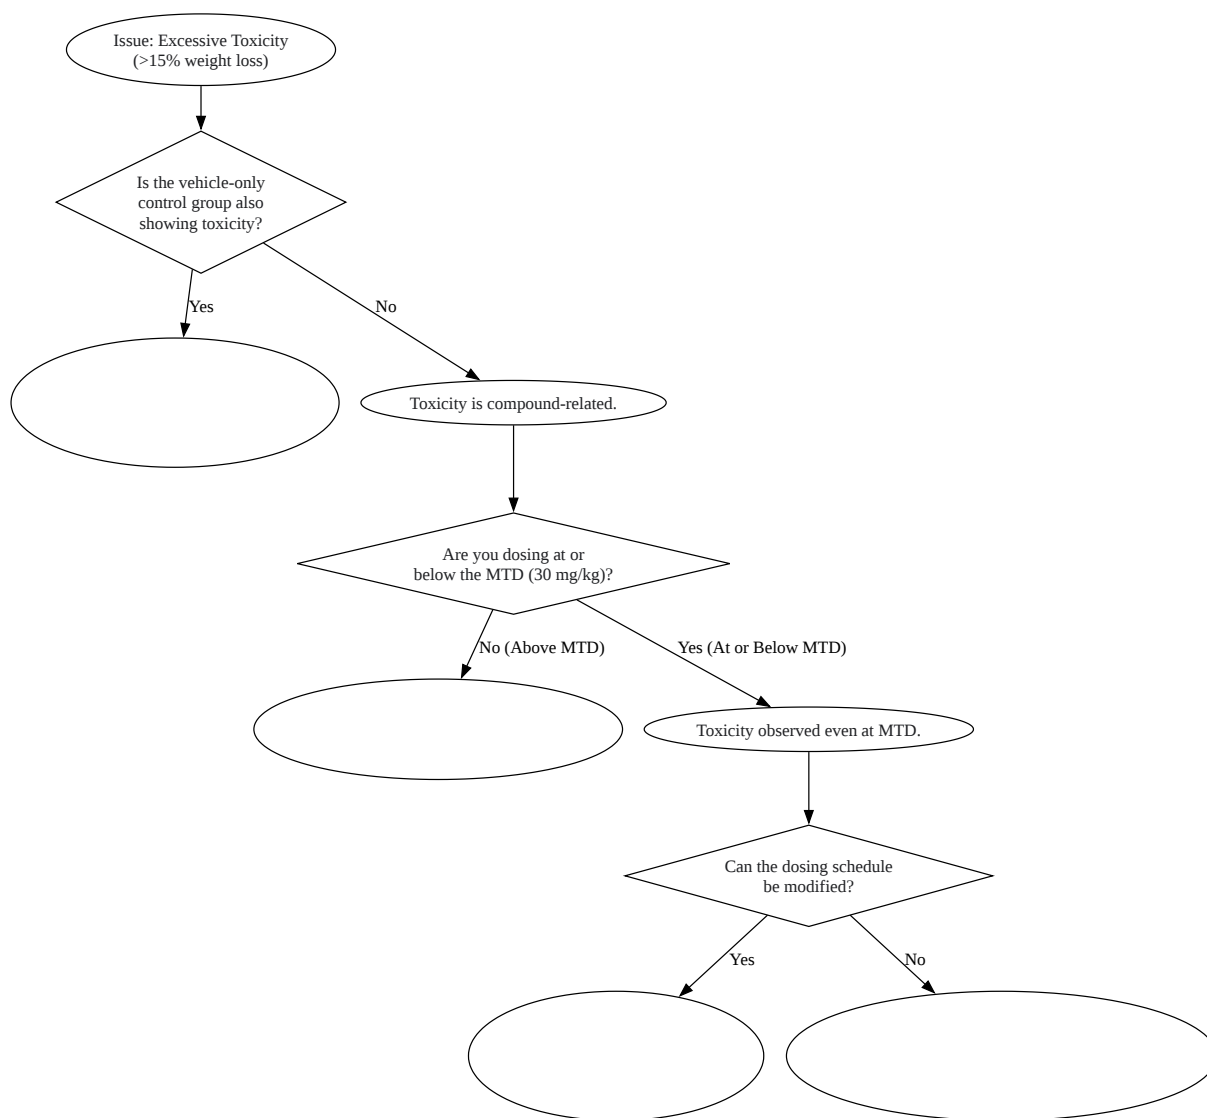 Issue: Excessive Toxicity
(>15% weight loss)
Is the vehicle-only
control group also
showing toxicity?
Yes
No
Toxicity is compound-related.
Are you dosing at or
below the MTD (30 mg/kg)?
No (Above MTD)
Yes (At or Below MTD)
Toxicity observed even at MTD.
Can the dosing schedule
be modified?
Yes
No